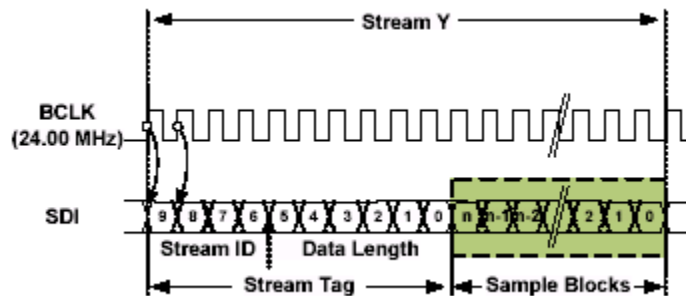 Stream Y
BCLK
(24.00 MHz)
SDI
9 8 7 6 5 4 3 2 1 0 n n-1 n-2 2 1 0
Stream ID Data Length
Stream Tag Sample Blocks